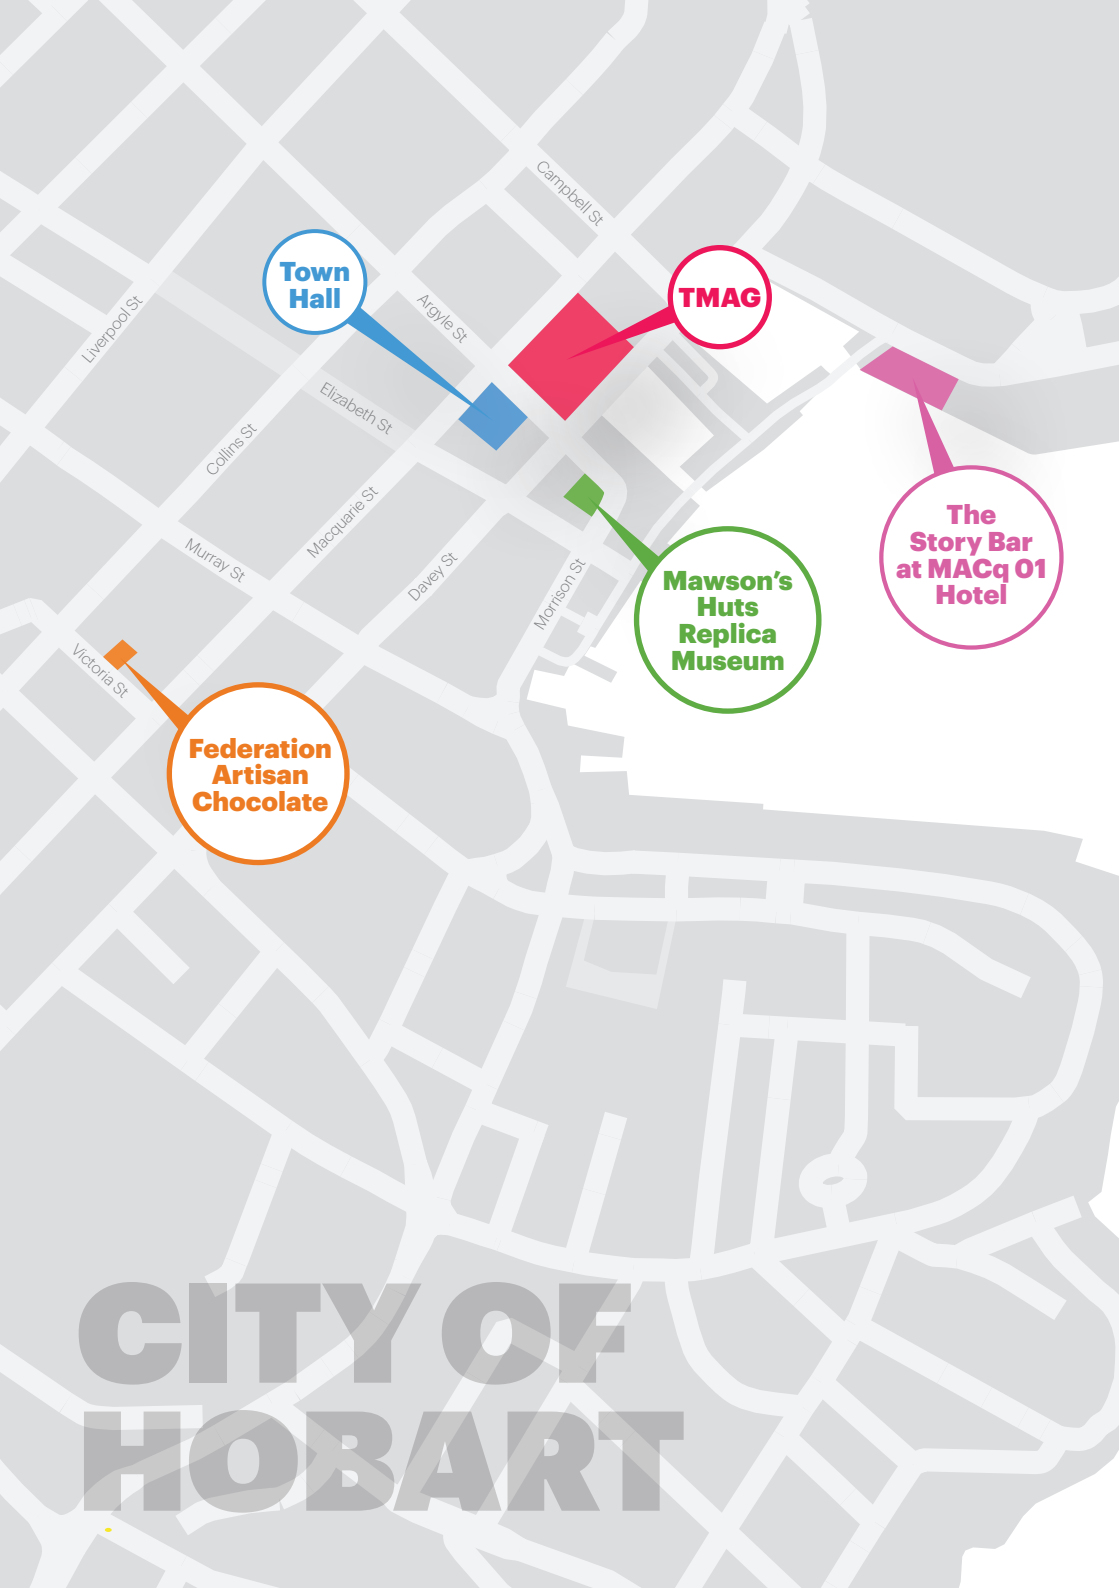 Campbell St
Town
Hall
TMAG
Argyle St
Liverpool St
Elizabeth St
Collins St
Macquarie St
The
Story Bar
at MACq 01
Hotel
Murray St
Davey St
Morrison St
Mawson's
Huts
Replica
Museum
Victoria St
Federation
Artisan
Chocolate
CITY OF
HOBART